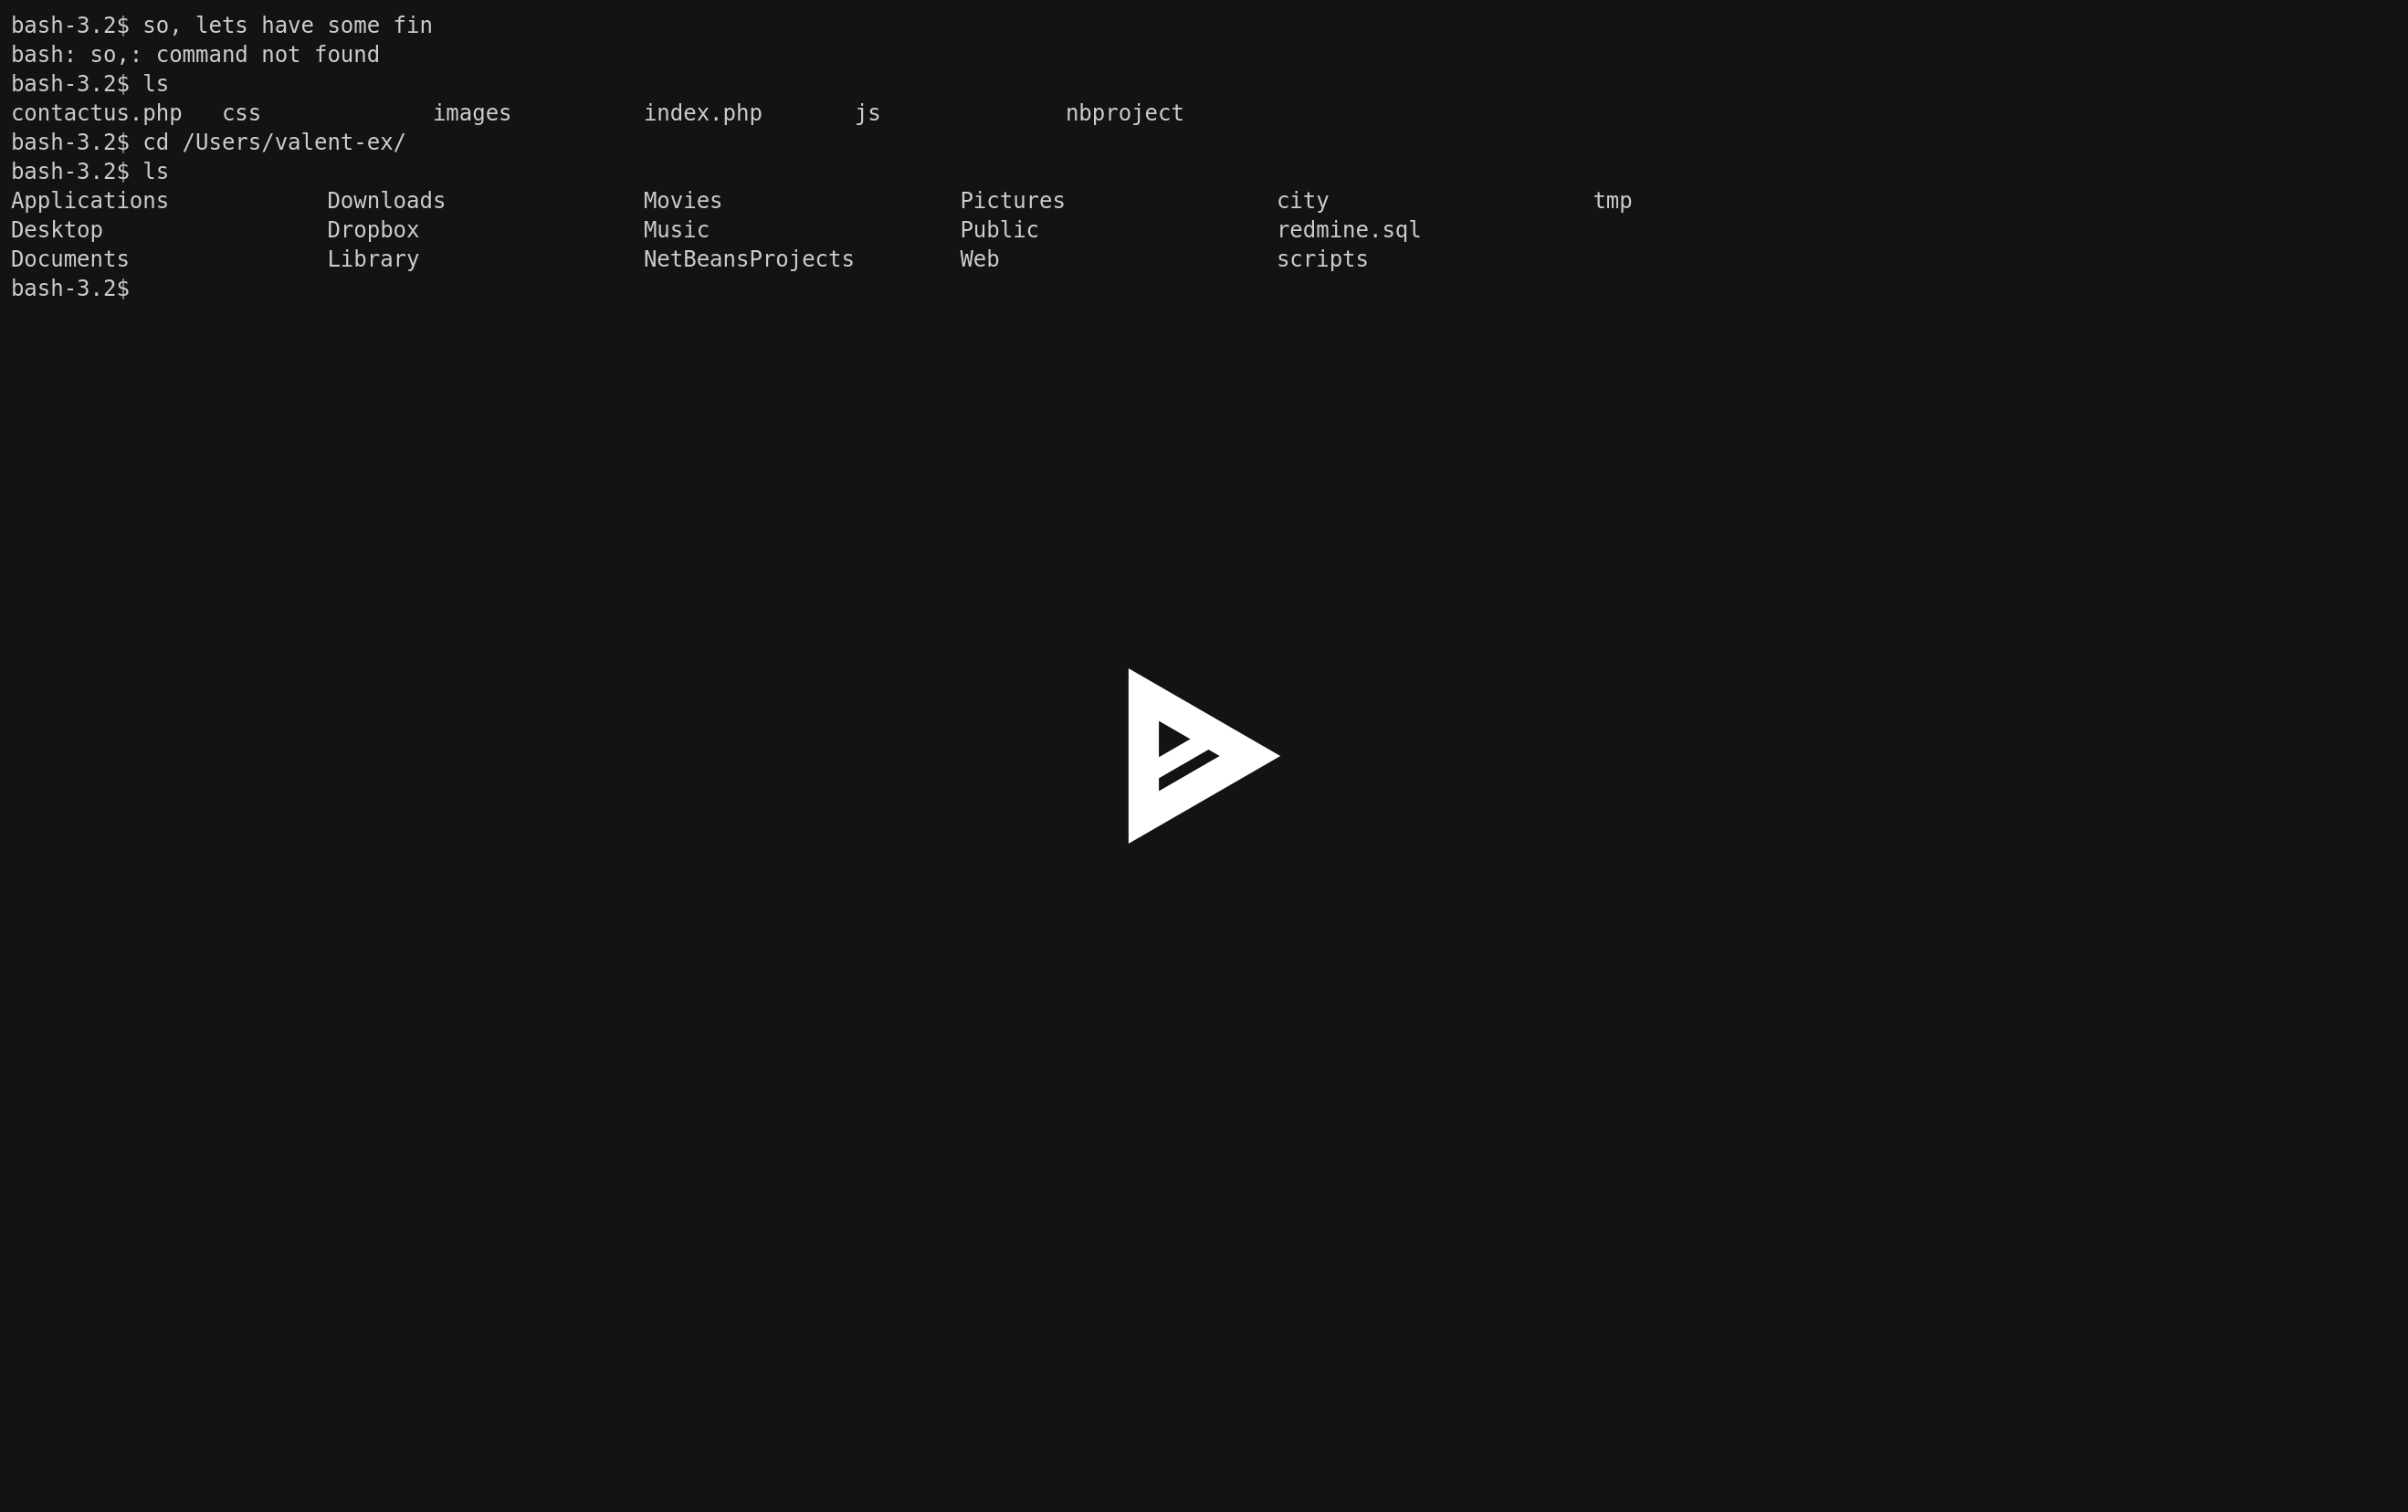 bash-3.2$ so, lets have some fin
bash: so,: command not found
bash-3.2$ ls
contactus.php   css             images          index.php       js              nbproject
bash-3.2$ cd /Users/valent-ex/
bash-3.2$ ls
Applications            Downloads               Movies                  Pictures                city                    tmp
Desktop                 Dropbox                 Music                   Public                  redmine.sql
Documents               Library                 NetBeansProjects        Web                     scripts
bash-3.2$